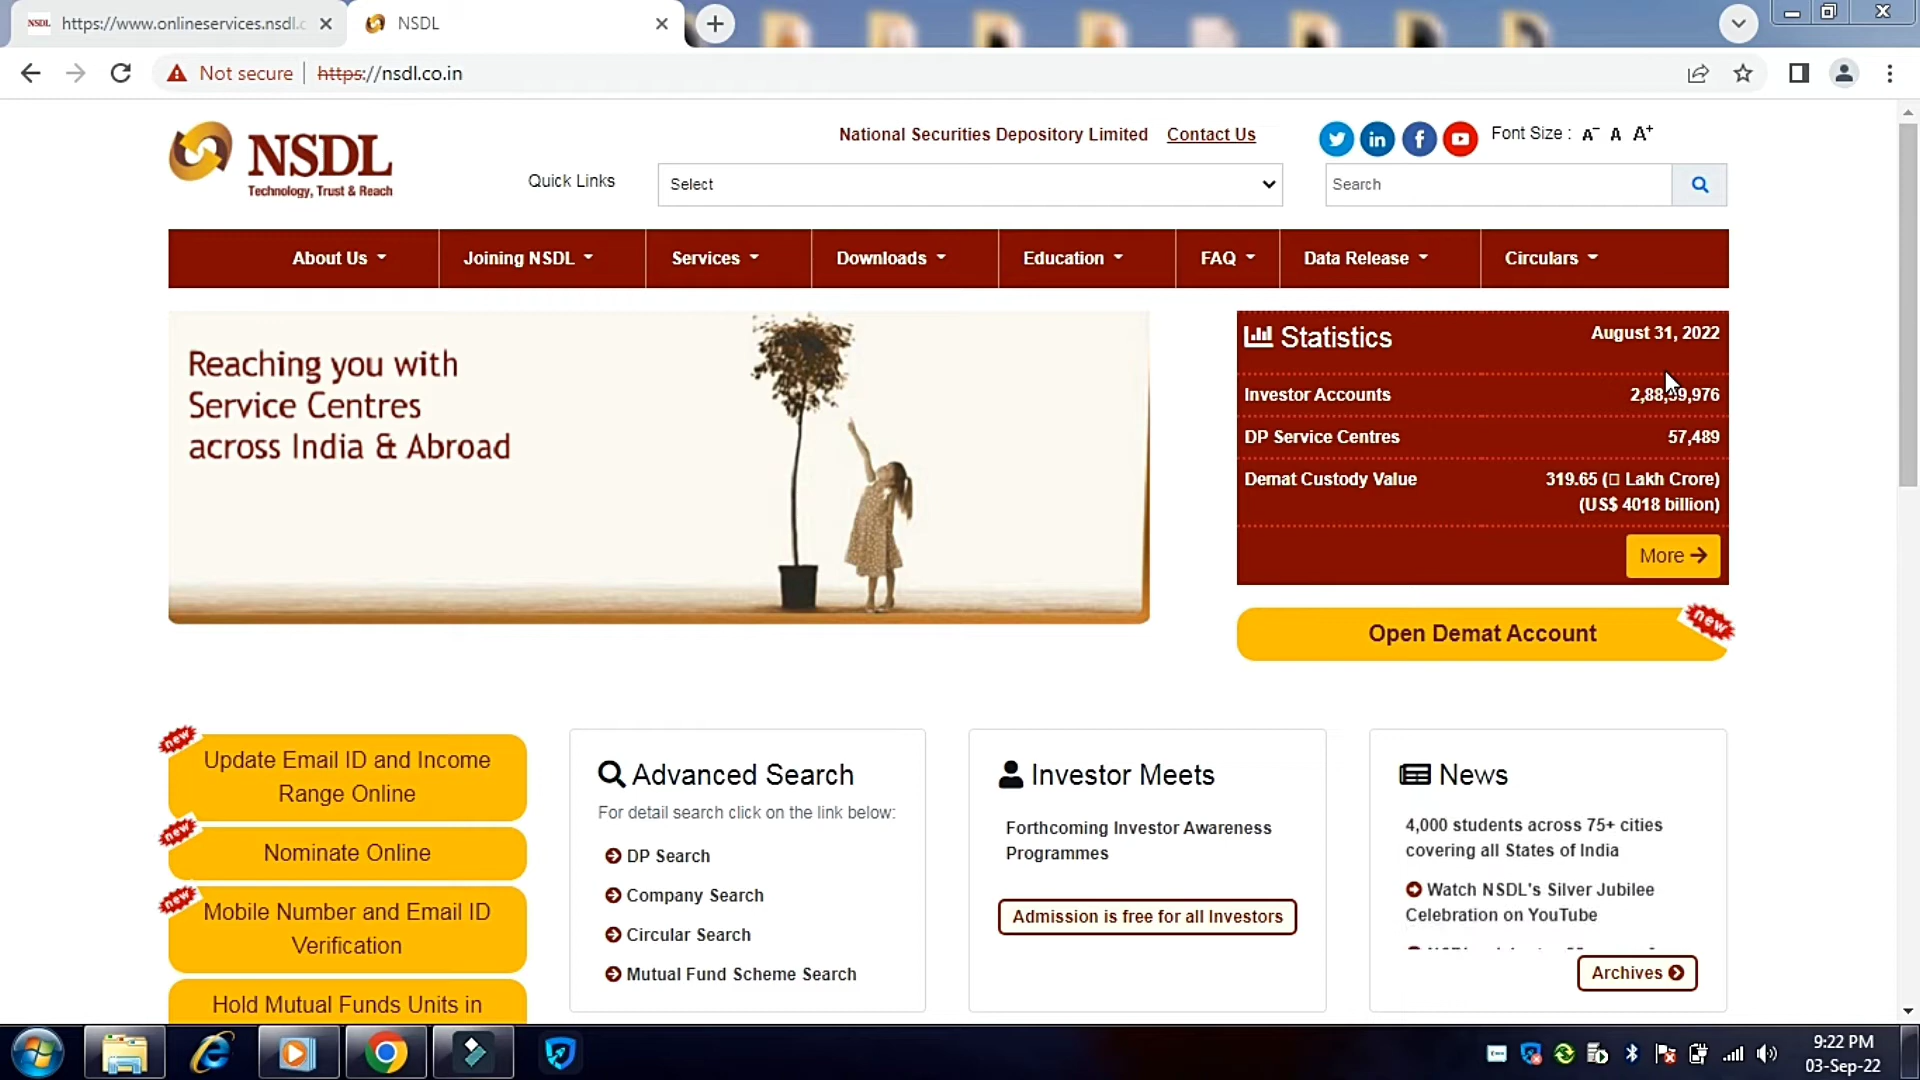 NSDL https://www.onlineservices.nsdl.c
NSDL
Not secure https://nsdl.co.in
NSDL
Technology, Trust & Reach
National Securities Depository Limited Contact Us
Font Size : A- A A+
Quick Links
Select
Search
About Us
Joining NSDL
Services
Downloads
Education
FAQ
Data Release
Circulars
Reaching you with
Service Centres
across India & Abroad
Statistics August 31, 2022
Investor Accounts
DP Service Centres 57,489
Demat Custody Value 319.65 ( Lakh Crore)
(US$ 4018 billion)
More
Open Demat Account
new
new
Update Email ID and Income
Range Online
new
Nominate Online
new
Mobile Number and Email ID
Verification
Hold Mutual Funds Units in
Advanced Search
For detail search click on the link below:
DP Search
Company Search
Circular Search
Mutual Fund Scheme Search
Investor Meets
Forthcoming Investor Awareness
Programmes
Admission is free for all Investors
News
4,000 students across 75+ cities
covering all States of India
Watch NSDL's Silver Jubilee
Celebration on YouTube
Archives
9:22 PM
03-Sep-22